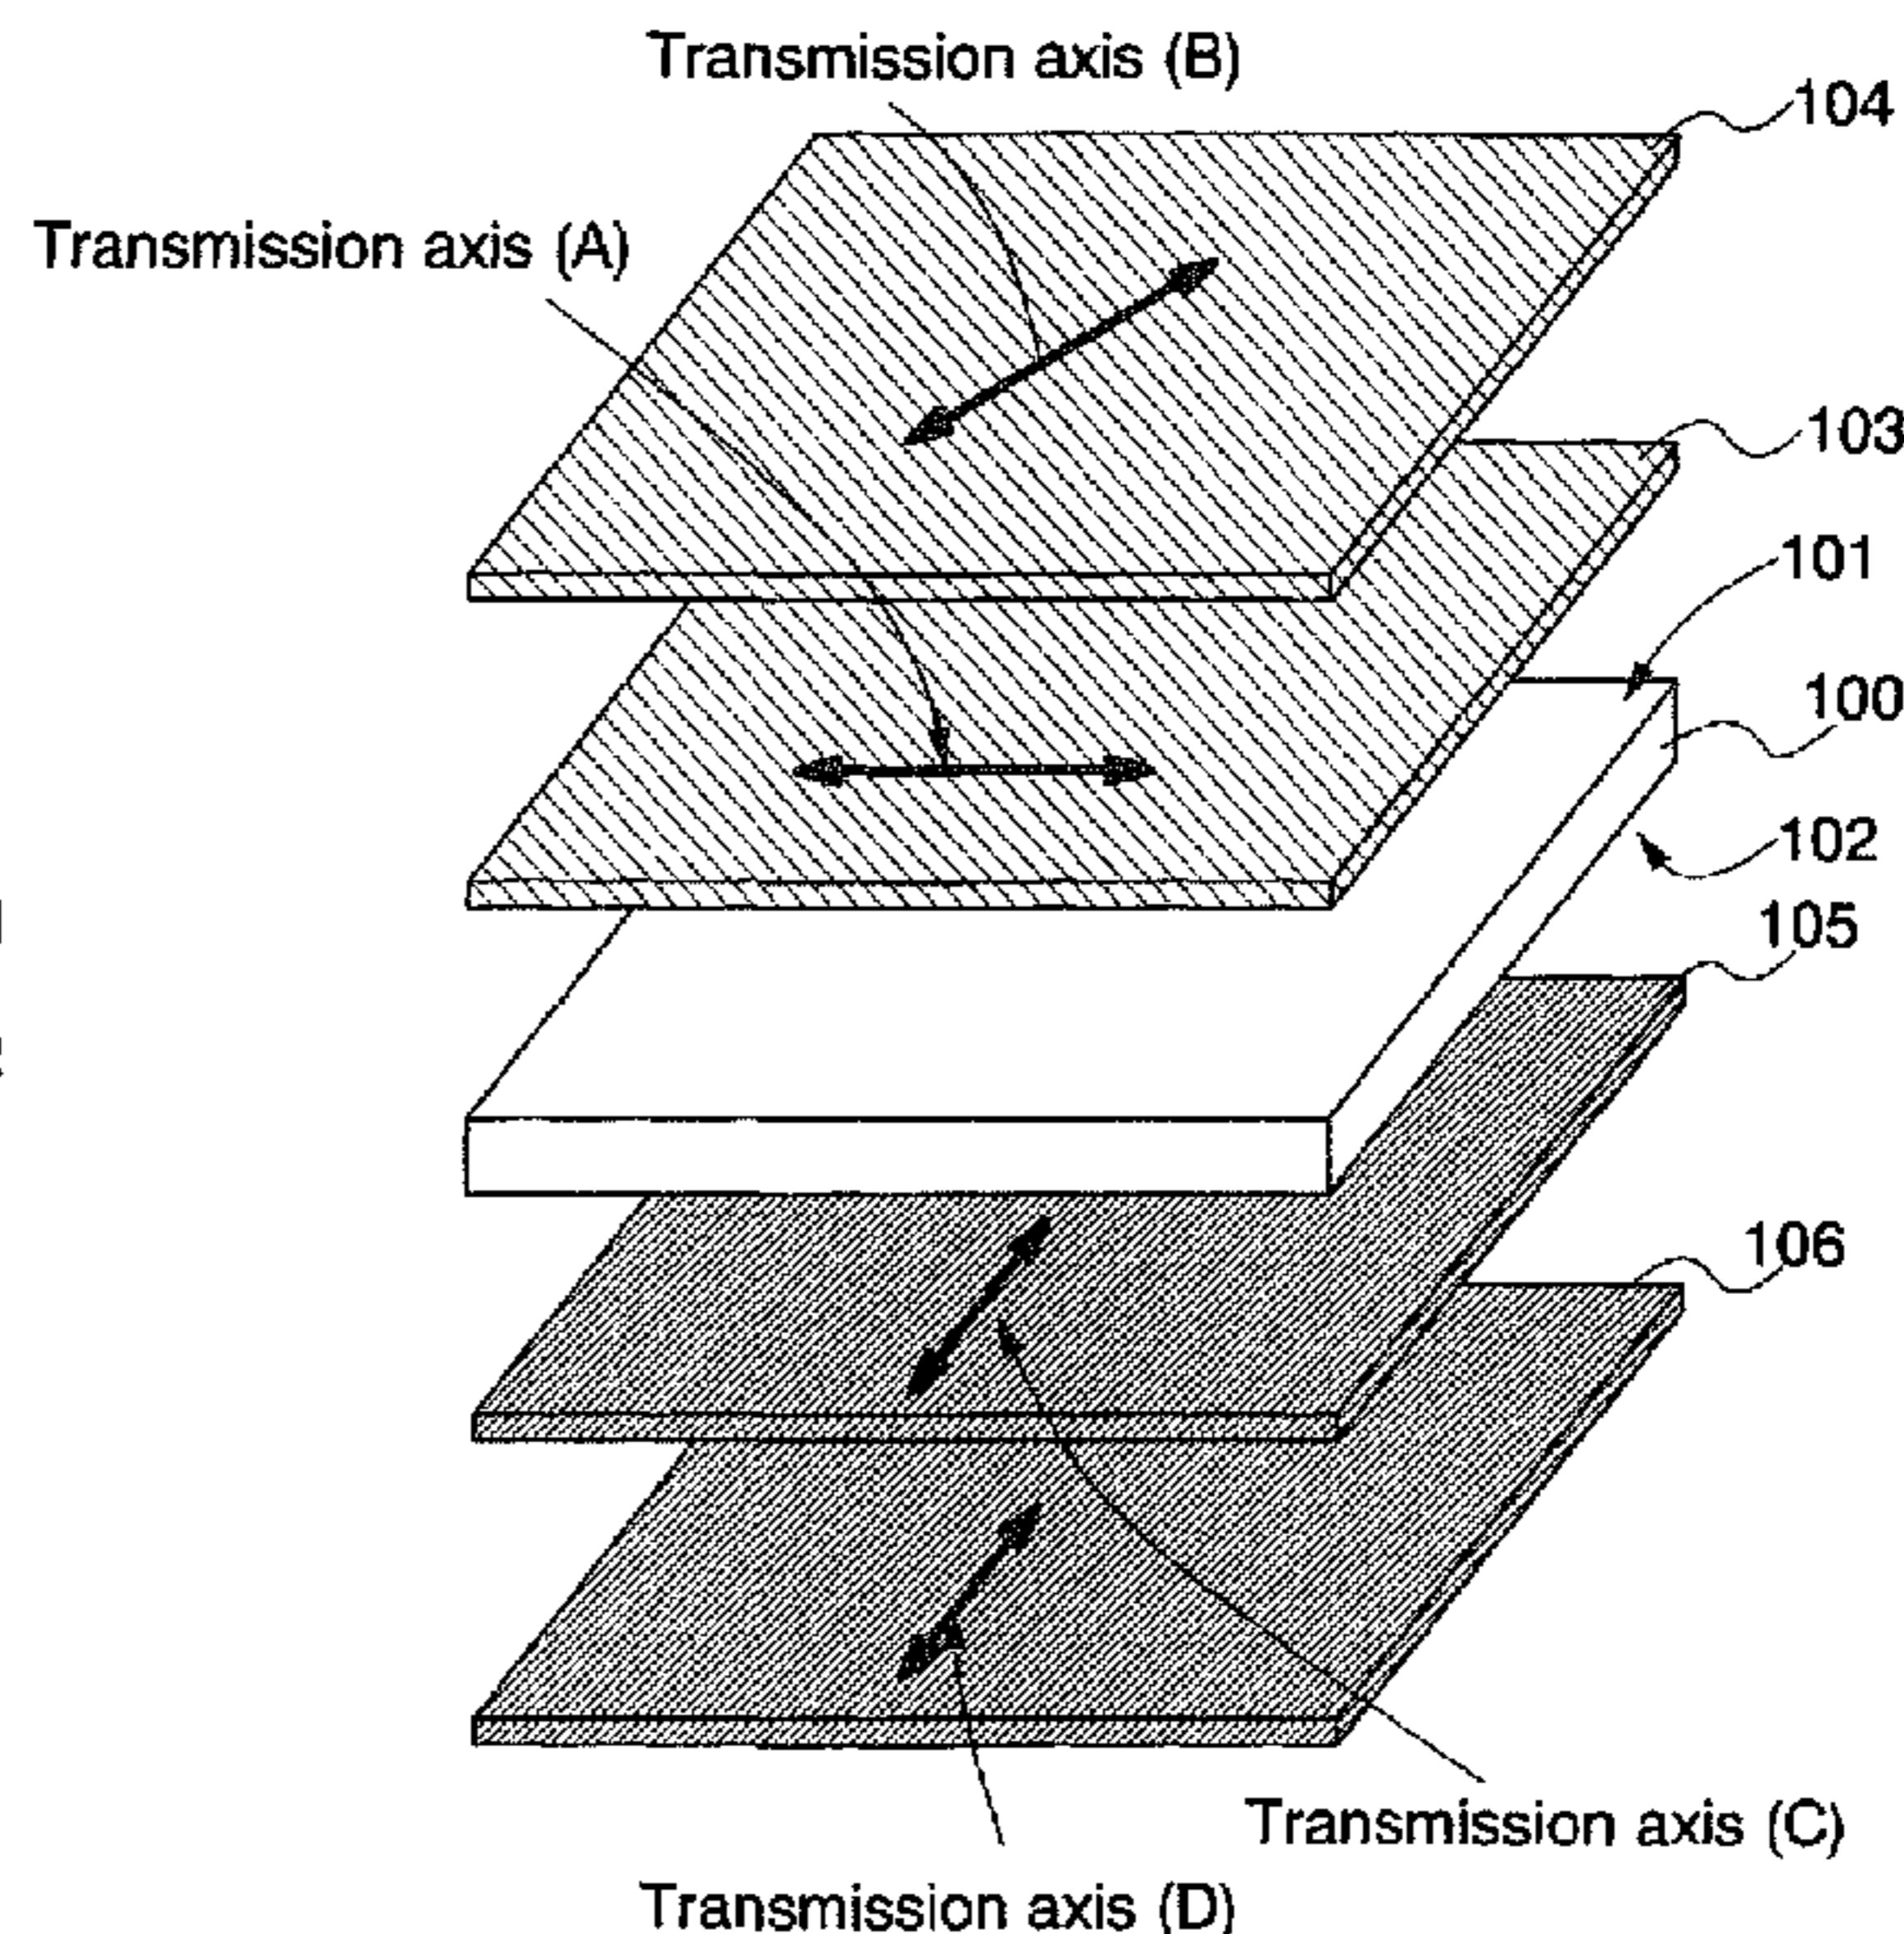 Transmission axis (B)
104
Transmission axis (A)
103
101
100
102
105
106
Transmission axis (C)
Transmission axis (D)